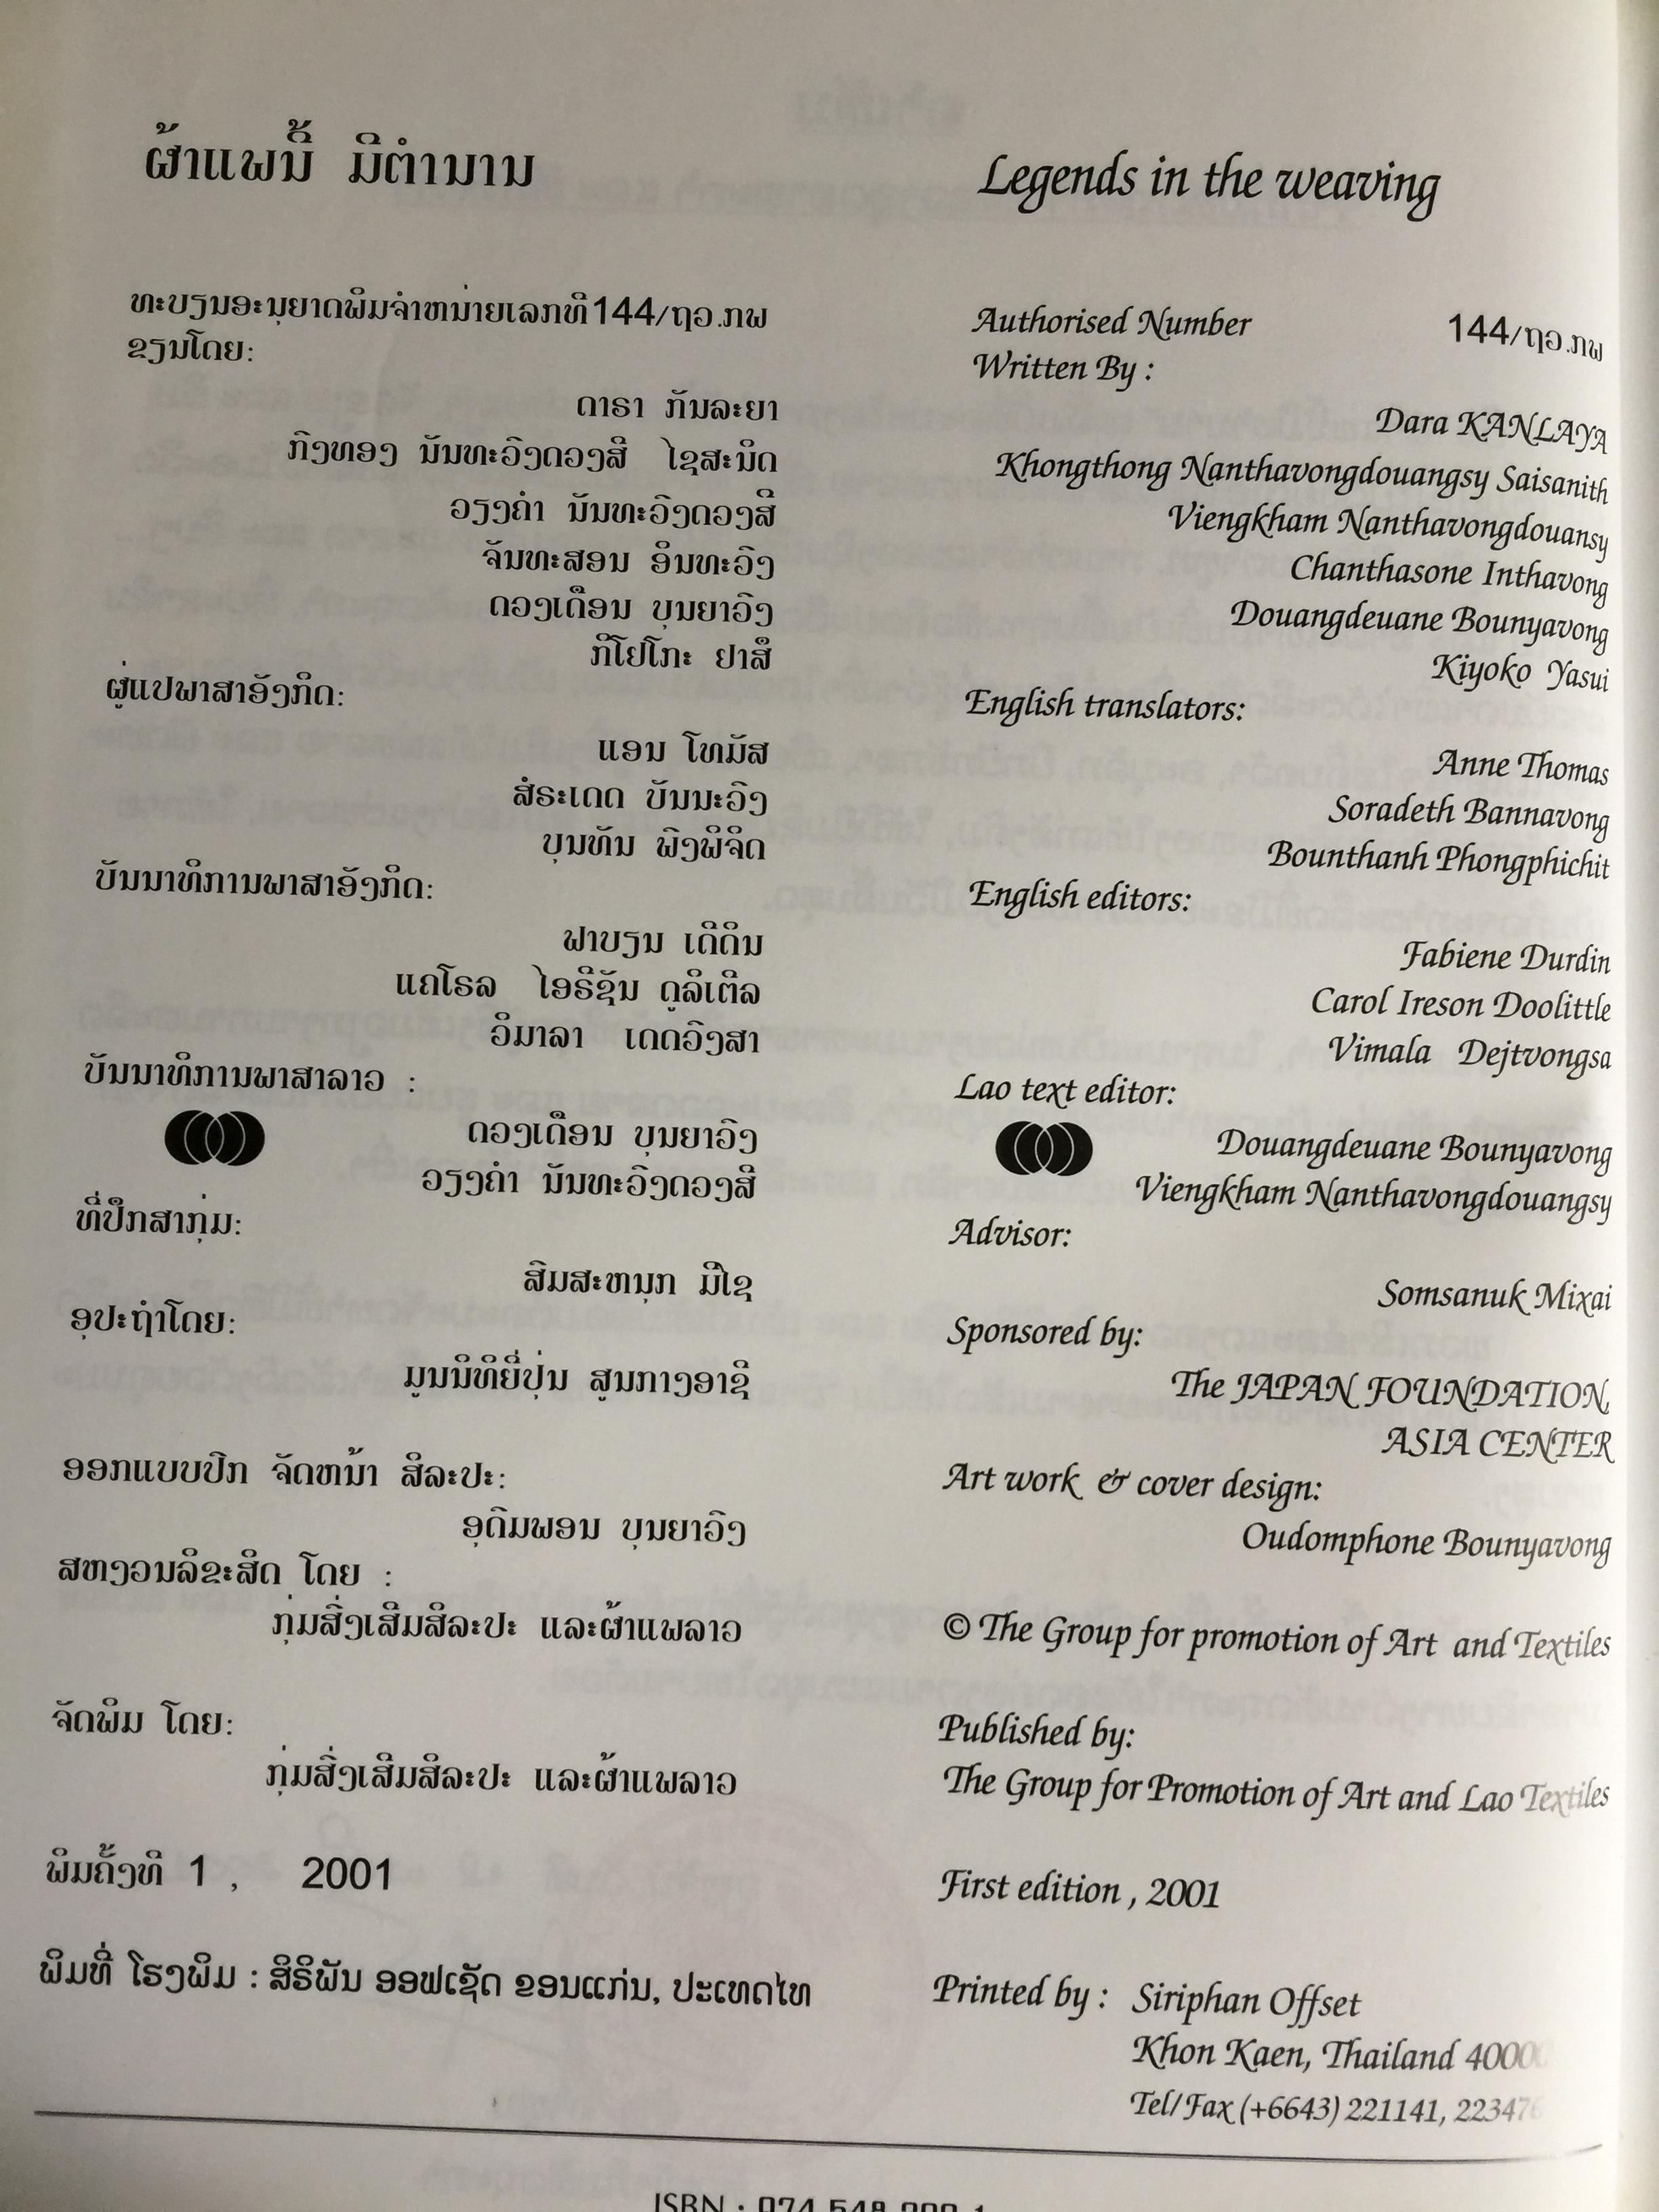 ຜ້າແພນີ້ ມີຕໍານານ
ທະບຽນອະນຸຍາດພິມຈໍາຫນ່າຍເລກທີ144/ຖວ.ກພ
ຂຽນໂດຍ:
ດາຣາ ກັນລະຍາ
ກິງທອງ ນັນທະວົງດວງສີ ໄຊສະນິດ
ວຽງຄໍາ ນັນທະວົງດວງສີ
ຈັນທະສອນ ອິນທະວົງ
ດວງເດືອນ ບຸນຍາວົງ
ກິໂຢໂກະ ຢາສຶ
ຜູ່ແປພາສາອັງກິດ:
ແອນ ໂທມັສ
ສໍຣະເດດ ບັນນະວົງ
ບຸນທັນ ພົງພິຈິດ
ບັນນາທິການພາສາອັງກິດ:
ຟາບຽນ ເດີດິນ
ແຄໂຣລ ໄອຣີຊັນ ດູລິເຕີລ
ວິມາລາ ເດດວົງສາ
ບັນນາທິການພາສາລາວ :
ດວງເດືອນ ບຸນຍາວົງ
ວຽງຄໍາ ນັນທະວົງດວງສີ
ທີ່ປຶກສາກຸ່ມ:
ສົມສະຫນຸກ ມີໄຊ
ອຸປະຖໍາໂດຍ:
ມູນນິທິຍີ່ປຸ່ນ ສູນກາງອາຊີ
ອອກແບບປົກ ຈັດຫນ້າ ສິລະປະ:
ອຸດົມພອນ ບຸນຍາວົງ
ສຫງວນລິຂະສິດ ໂດຍ :
ກຸ່ມສົ່ງເສີມສິລະປະ ແລະຜ້າແພລາວ
ຈັດພິມ ໂດຍ:
ກຸ່ມສົ່ງເສີມສິລະປະ ແລະຜ້າແພລາວ
ພິມຄັ້ງທີ 1 , 2001
ພິມທີ່ ໂຮງພິມ : ສິຣິພັນ ອອຟເຊັດ ຂອນແກ່ນ, ປະເທດໄທ
Legends in the weaving
Authorised Number 144/ຖວ.ກພ
Written By :
Dara KANLAYA
Khongthong Nanthavongdouangsy Saisanith
Viengkham Nanthavongdouansy
Chanthasone Inthavong
Douangdeuane Bounyavong
Kiyoko Yasui
English translators:
Anne Thomas
Soradeth Bannavong
Bounthanh Phongphichit
English editors:
Fabiene Durdin
Carol Ireson Doolittle
Vimala Dejtvongsa
Lao text editor:
Douangdeuane Bounyavong
Viengkham Nanthavongdouangsy
Advisor:
Somsanuk Mixai
Sponsored by:
The JAPAN FOUNDATION,
ASIA CENTER
Art work & cover design:
Oudomphone Bounyavong
© The Group for promotion of Art and Textiles
Published by:
The Group for Promotion of Art and Lao Textiles
First edition , 2001
Printed by : Siriphan Offset
Khon Kaen, Thailand 40000
Tel/Fax (+6643) 221141, 223476
ISBN :